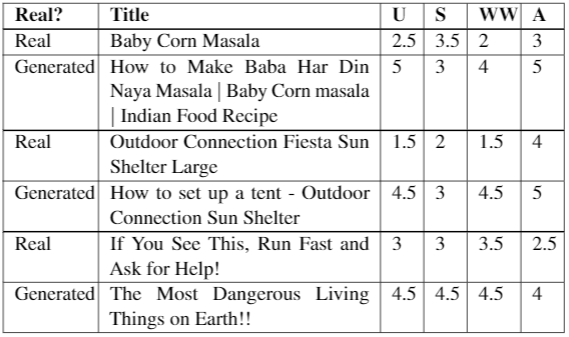 Real? Title U S WW A
Real Baby Corn Masala 2.5 3.5 2 3
Generated How to Make Baba Har Din 5 3 4 5
Naya Masala | Baby Corn masala
| Indian Food Recipe
Real Outdoor Connection Fiesta Sun 1.5 2 1.5 4
Shelter Large
Generated How to set up a tent - Outdoor 4.5 3 4.5 5
Connection Sun Shelter
Real If You See This, Run Fast and 3 3 3.5 2.5
Ask for Help!
Generated The Most Dangerous Living 4.5 4.5 4.5 4
Things on Earth!!